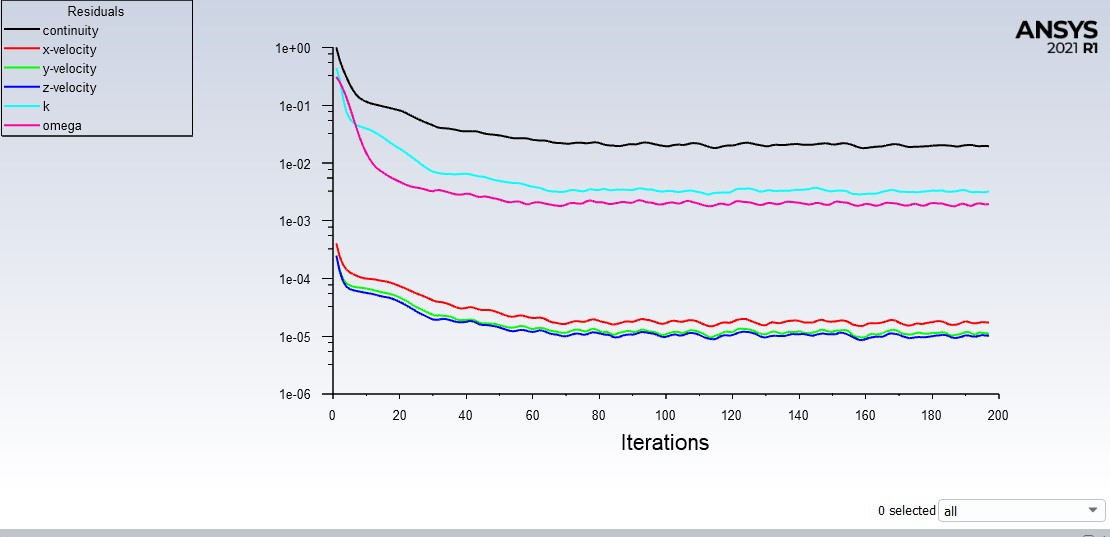 Residuals
continuity
x-velocity
y-velocity
z-velocity
k
omega
ANSYS
2021 R1
1e+00
1e-01
1e-02
1e-03
1e-04
1e-05
1e-06
0 20 40 60 80 100 120 140 160 180 200
Iterations
0 selected all